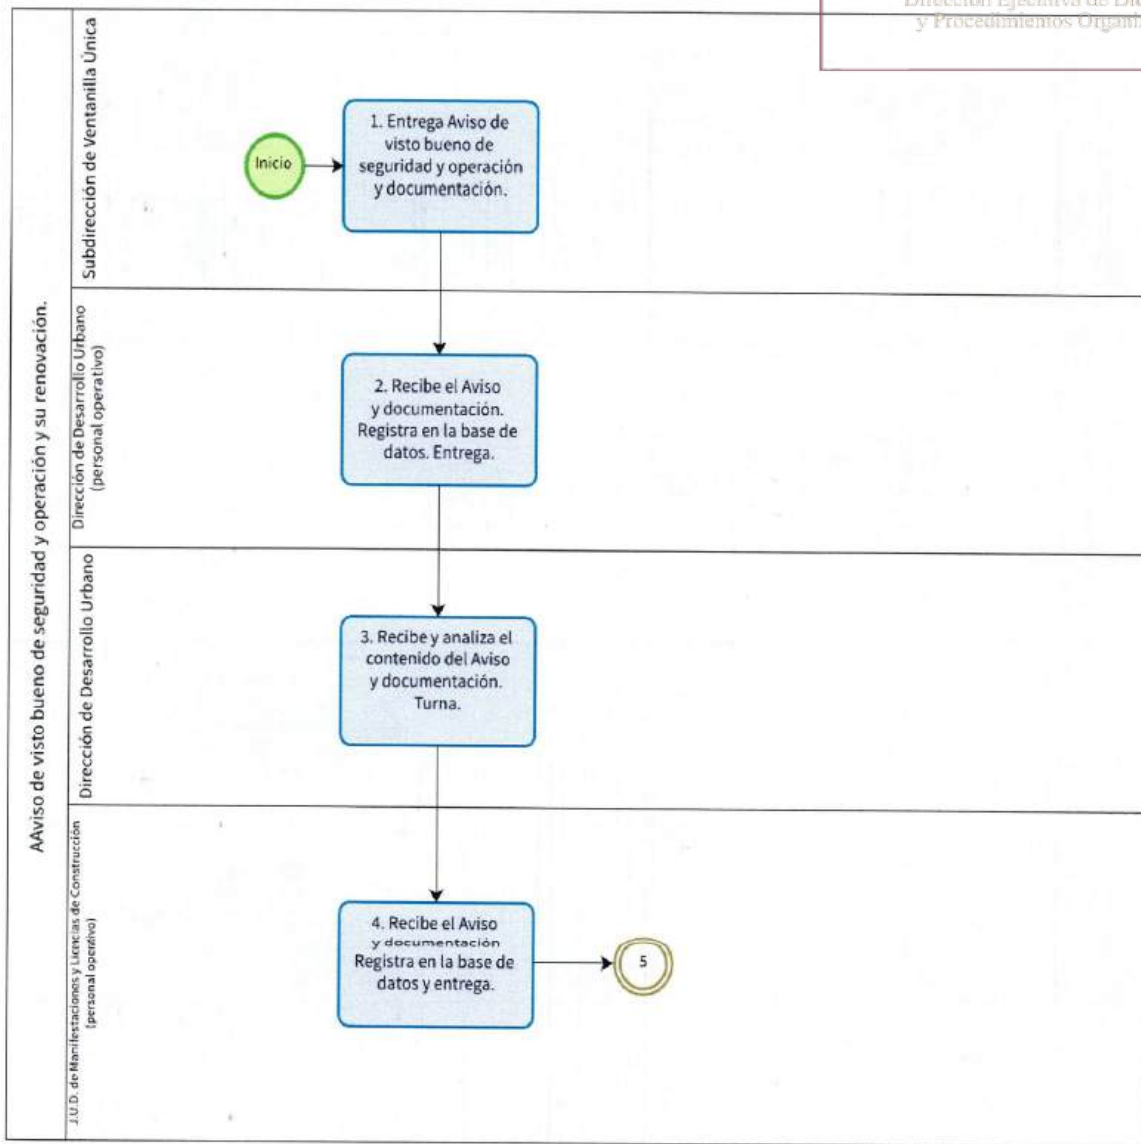 Dirección Ejecutiva de
y Procedimientos
AAviso de visto bueno de seguridad y operación y su renovación.
Subdirección de Ventanilla Única
Inicio
1. Entrega Aviso de
visto bueno de
seguridad y operación
y documentación.
Dirección de Desarrollo Urbano
(personal operativo)
2. Recibe el Aviso
y documentación.
Registra en la base de
datos. Entrega.
Dirección de Desarrollo Urbano
3. Recibe y analiza el
contenido del Aviso
y documentación.
Turna.
J.U.D. de Manifestaciones y Licencias de Construcción
(personal operativo)
4. Recibe el Aviso
y documentación
Registra en la base de
datos y entrega.
5